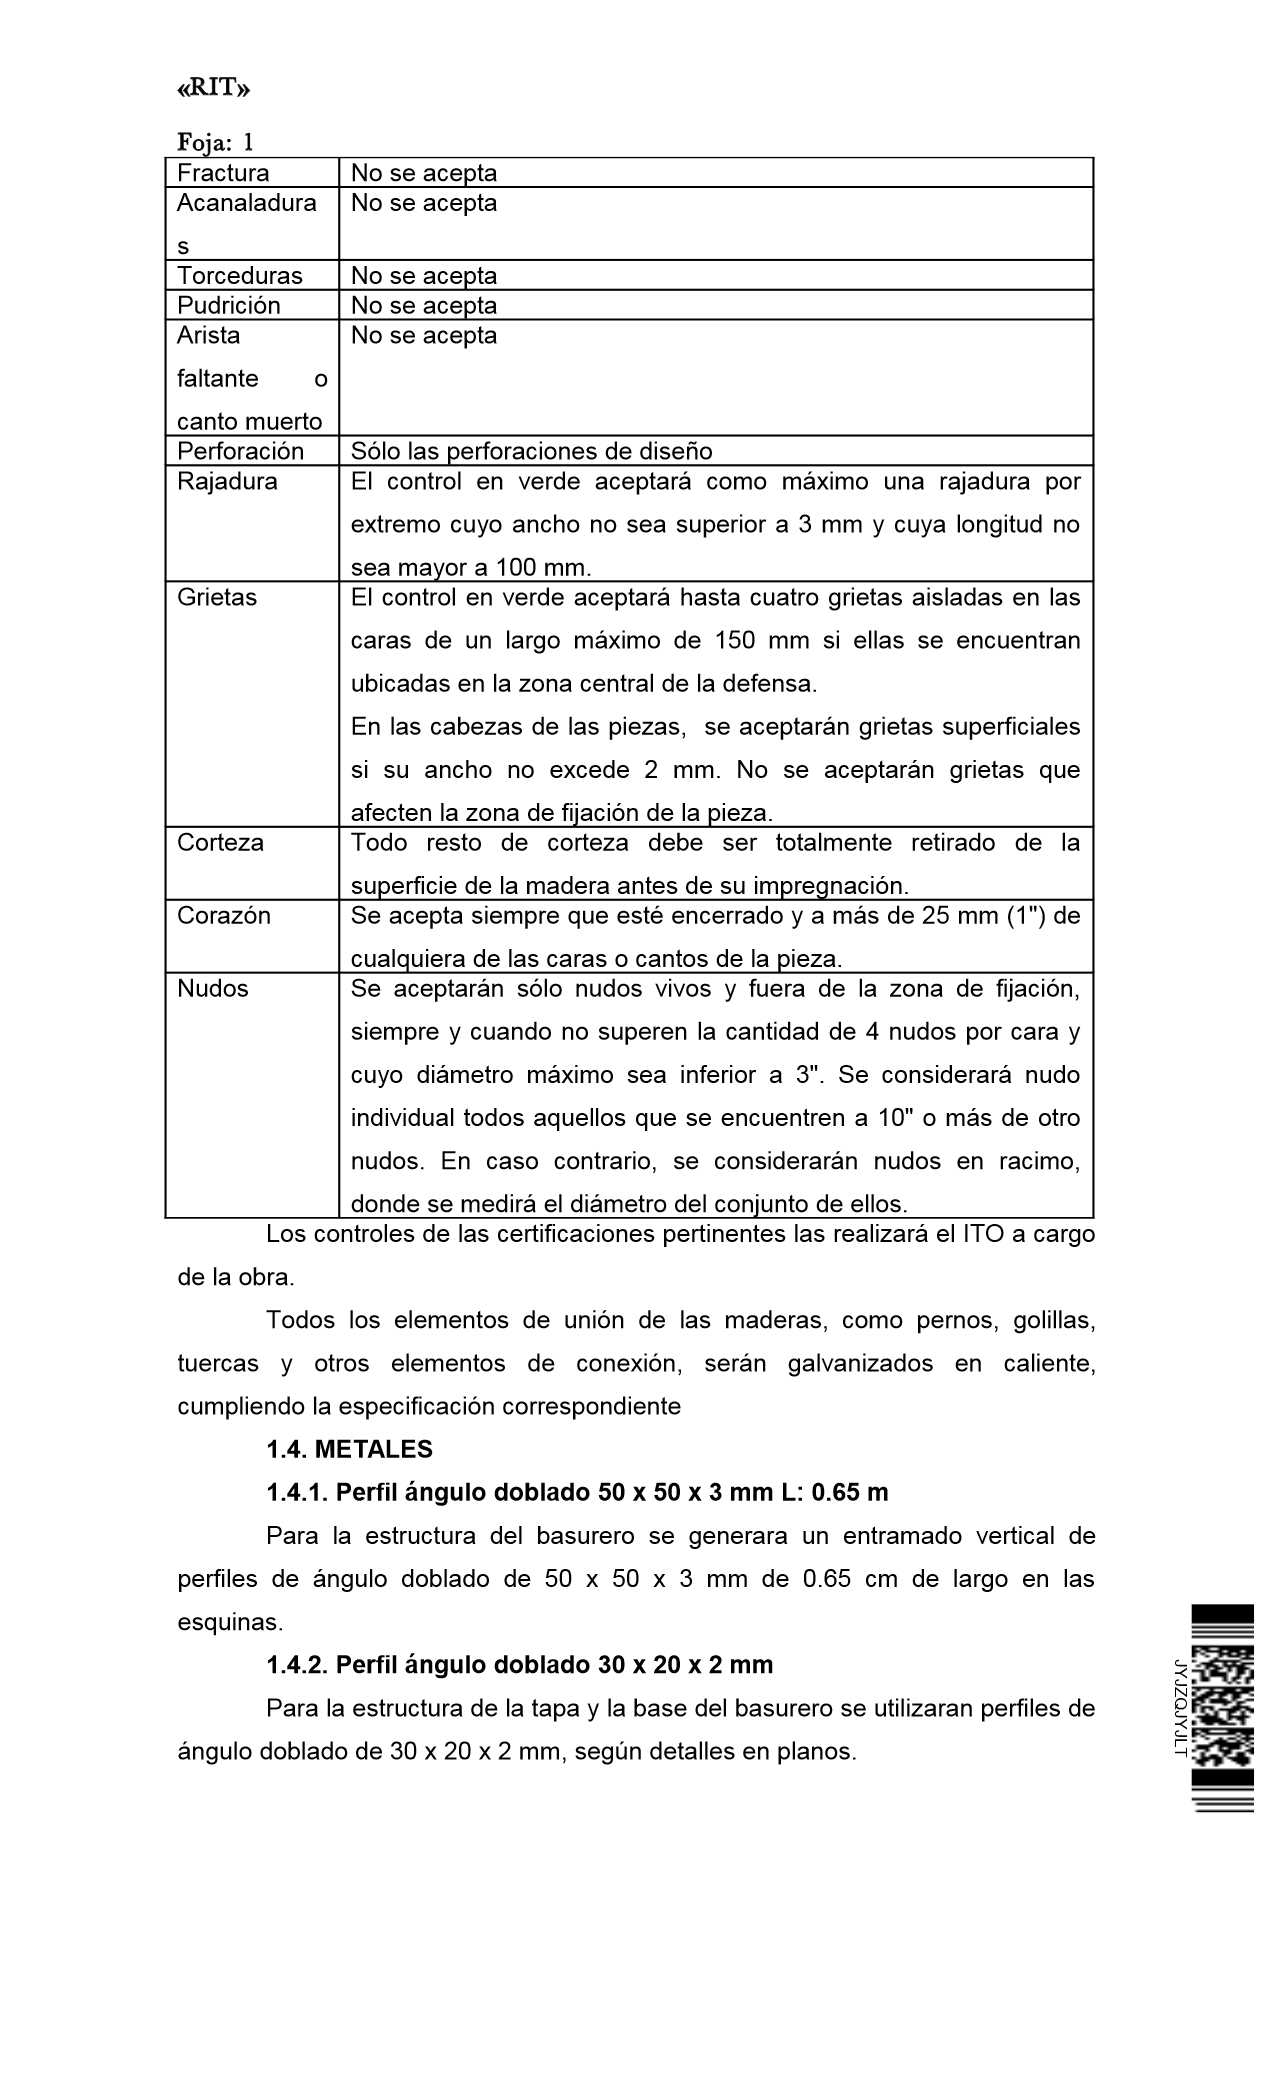 «RIT»
Foja: 1
Fractura No se acepta
Acanaladura No se acepta
s
Torceduras No se acepta
Pudrición No se acepta
Arista No se acepta
faltante o
canto muerto
Perforación Sólo las perforaciones de diseño
Rajadura El control en verde aceptará como máximo una rajadura por
extremo cuyo ancho no sea superior a 3 mm y cuya longitud no
sea mayor a 100 mm.
Grietas El control en verde aceptará hasta cuatro grietas aisladas en las
caras de un largo máximo de 150 mm si ellas se encuentran
ubicadas en la zona central de la defensa.
En las cabezas de las piezas, se aceptarán grietas superficiales
si su ancho no excede 2 mm. No se aceptarán grietas que
afecten la zona de fijación de la pieza.
Corteza Todo resto de corteza debe ser totalmente retirado de la
superficie de la madera antes de su impregnación.
Corazón Se acepta siempre que esté encerrado y a más de 25 mm (1") de
cualquiera de las caras o cantos de la pieza.
Nudos Se aceptarán sólo nudos vivos y fuera de la zona de fijación,
siempre y cuando no superen la cantidad de 4 nudos por cara y
cuyo diámetro máximo sea inferior a 3". Se considerará nudo
individual todos aquellos que se encuentren a 10" o más de otro
nudos. En caso contrario, se considerarán nudos en racimo,
donde se medirá el diámetro del conjunto de ellos.
Los controles de las certificaciones pertinentes las realizará el ITO a cargo
de la obra.
Todos los elementos de unión de las maderas, como pernos, golillas,
tuercas y otros elementos de conexión, serán galvanizados en caliente,
cumpliendo la especificación correspondiente
1.4. METALES
1.4.1. Perfil ángulo doblado 50 x 50 x 3 mm L: 0.65 m
Para la estructura del basurero se generara un entramado vertical de
perfiles de ángulo doblado de 50 x 50 x 3 mm de 0.65 cm de largo en las
esquinas.
1.4.2. Perfil ángulo doblado 30 x 20 x 2 mm
Para la estructura de la tapa y la base del basurero se utilizaran perfiles de
ángulo doblado de 30 x 20 x 2 mm, según detalles en planos.
JYJZQJYJLT